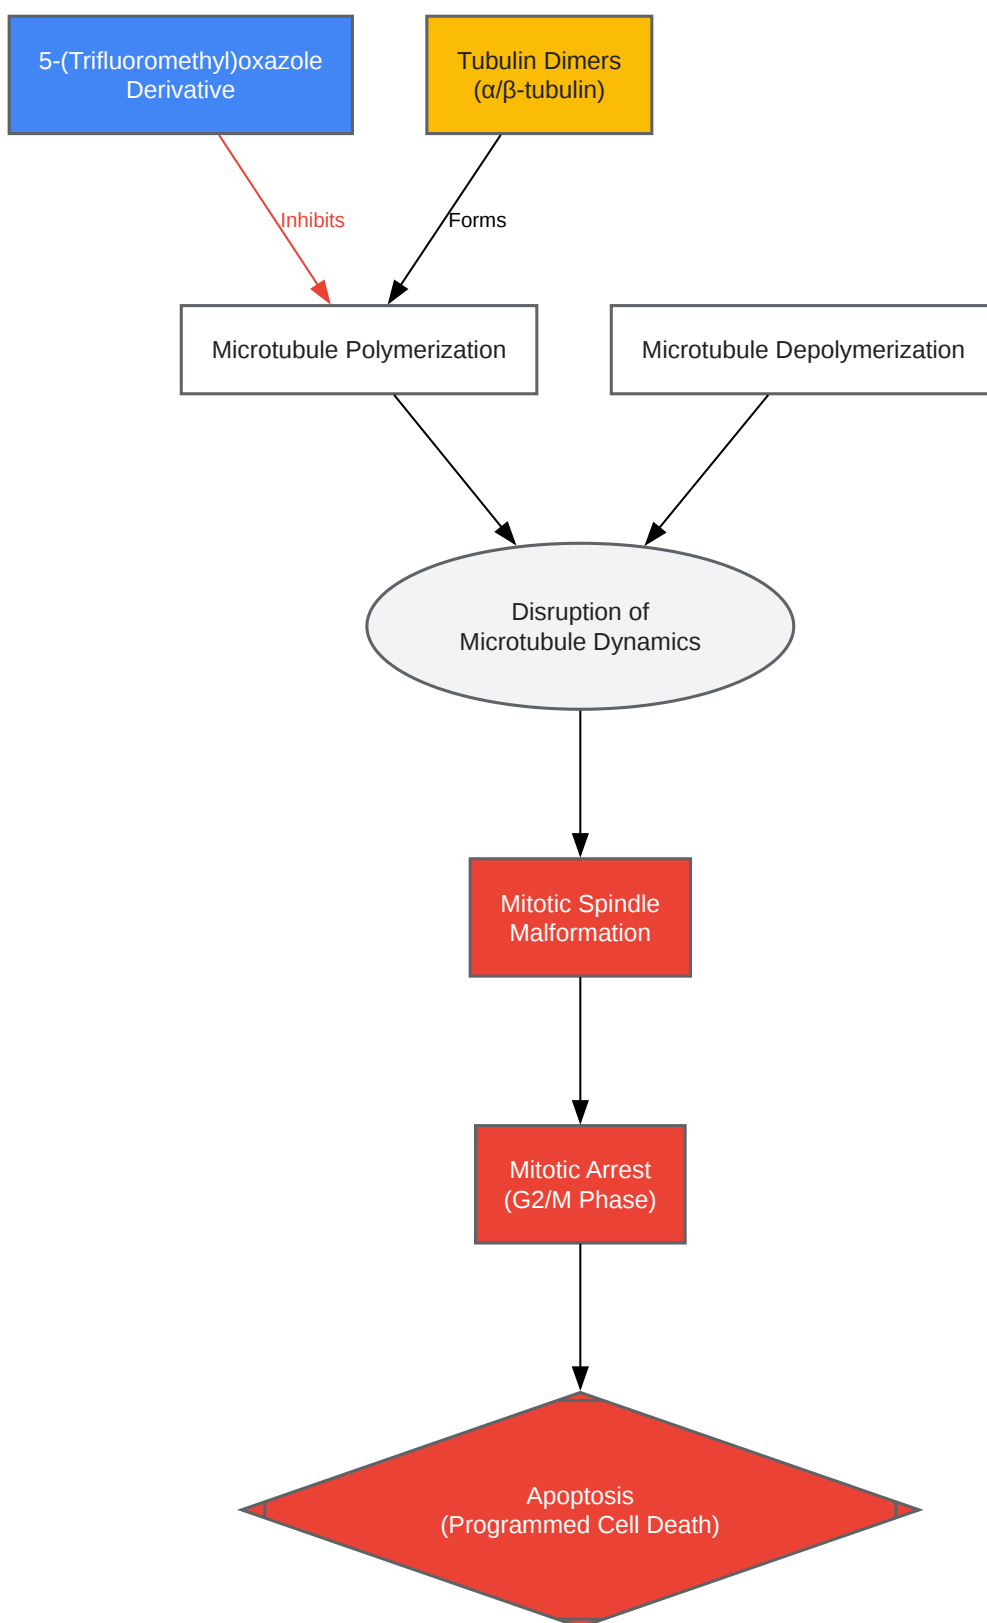 5-(Trifluoromethyl)oxazole
Derivative
Tubulin Dimers
(α/β-tubulin)
Inhibits
Forms
Microtubule Polymerization
Microtubule Depolymerization
Disruption of
Microtubule Dynamics
Mitotic Spindle
Malformation
Mitotic Arrest
(G2/M Phase)
Apoptosis
(Programmed Cell Death)